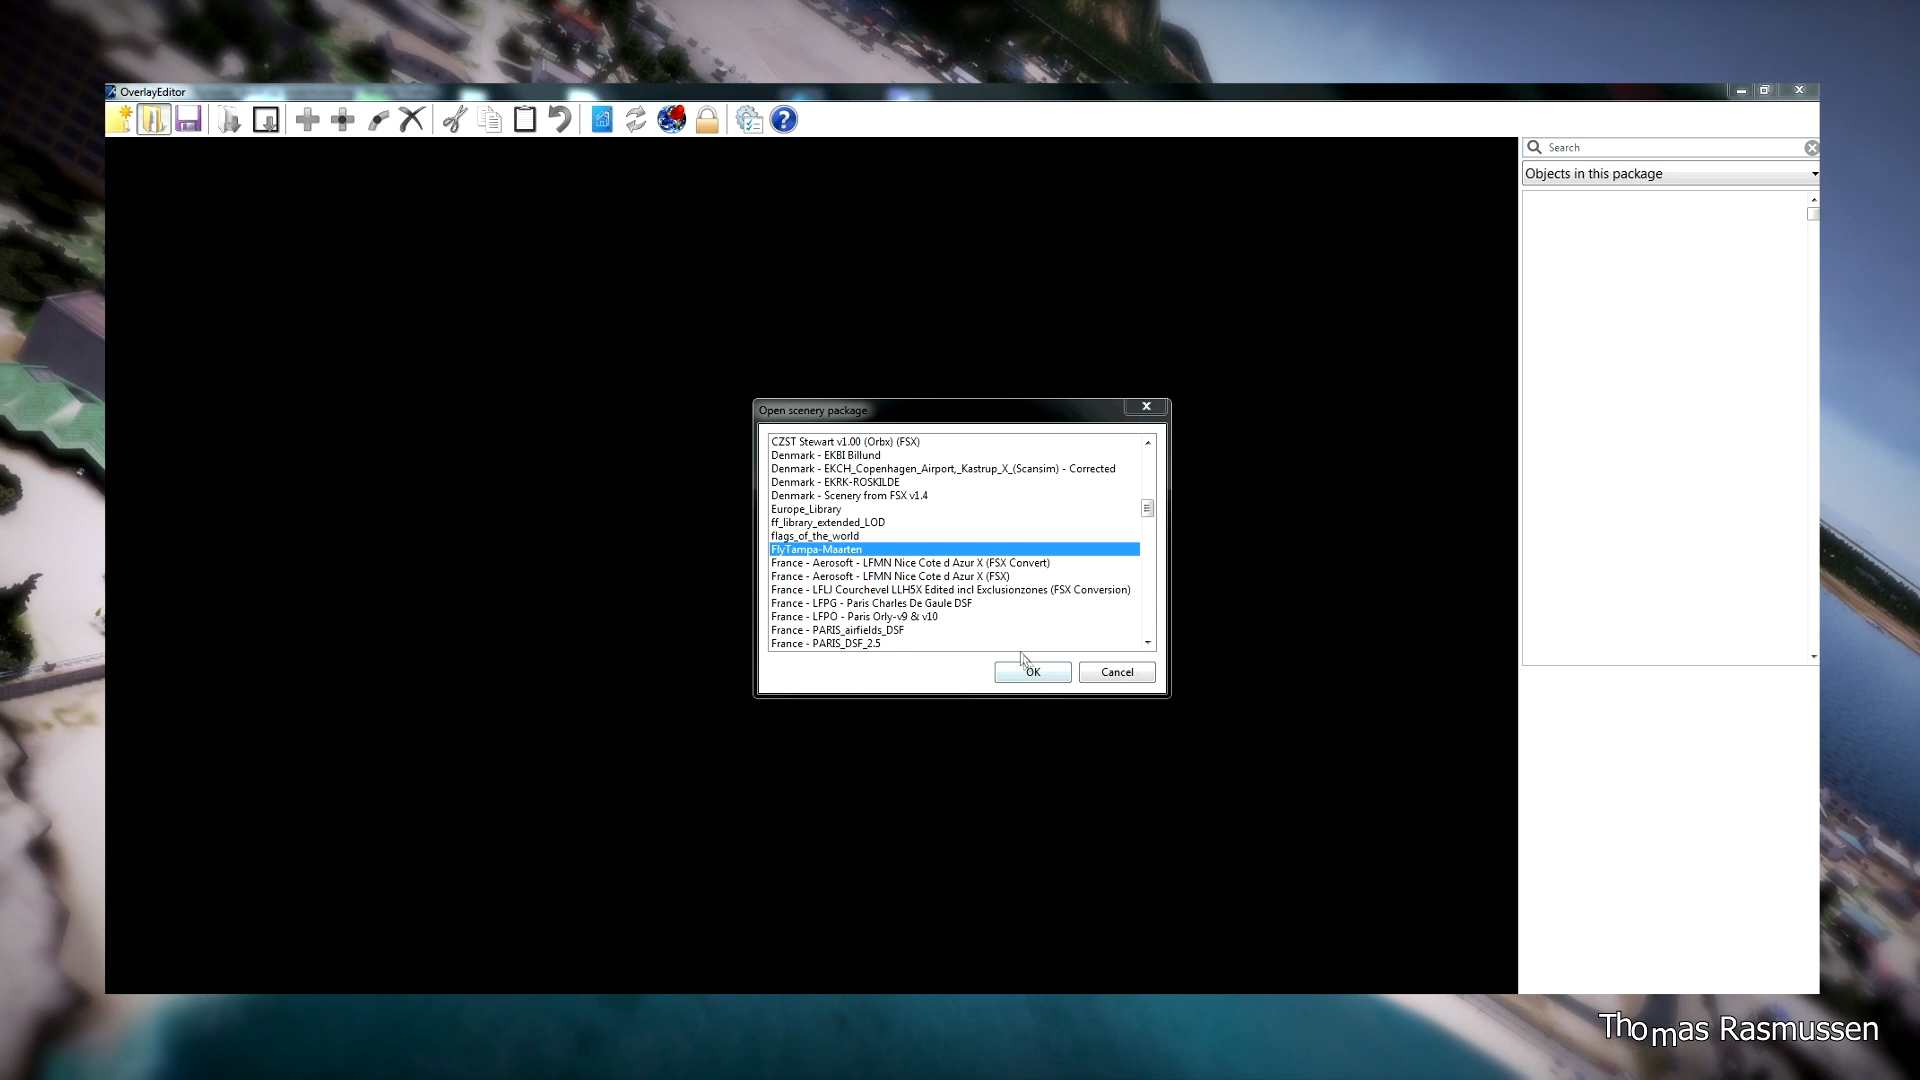 OverlayEditor
Search
Objects in this package
Open scenery package
CZST Stewart v1.00 (Orbx) (FSX)
Denmark - EKBI Billund
Denmark - EKCH_Copenhagen_Airport,_Kastrup_X_(Scansim) - Corrected
Denmark - EKRK-ROSKILDE
Denmark - Scenery from FSX v1.4
Europe_Library
ff_library_extended_LOD
flags_of_the_world
FlyTampa-Maarten
France - Aerosoft - LFMN Nice Cote d Azur X (FSX Convert)
France - Aerosoft - LFMN Nice Cote d Azur X (FSX)
France - LFLJ Courchevel LLH5X Edited incl Exclusionzones (FSX Conversion)
France - LFPG - Paris Charles De Gaule DSF
France - LFPO - Paris Orly-v9 & v10
France - PARIS_airfields_DSF
France - PARIS_DSF_2.5
OK
Cancel
Thomas Rasmussen